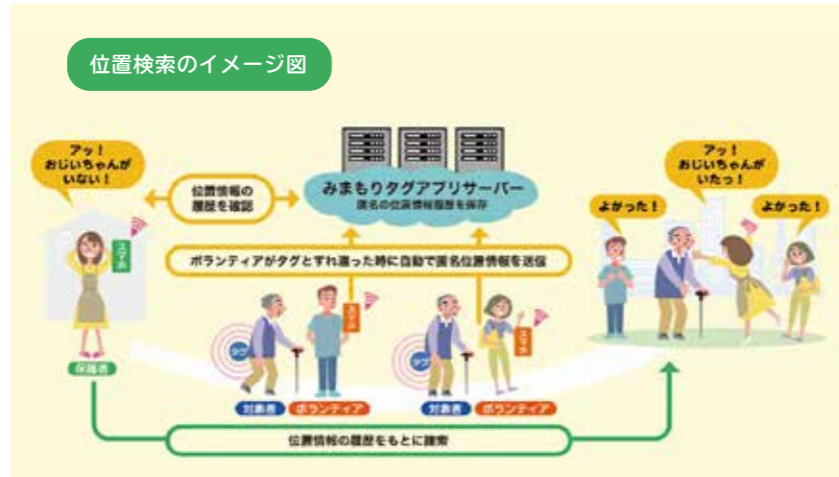 位置検索のイメージ図
アッ！
おじいちゃんが
いない！
スマホ
保護者
位置情報の
履歴を確認
みまもりタグアプリサーバー
匿名の位置情報履歴を保存
ボランティアがタグとすれ違った時に自動で匿名位置情報を送信
タグ
スマホ
対象者
ボランティア
タグ
スマホ
対象者
ボランティア
位置情報の履歴をもとに捜索
よかった！
アッ！
おじいちゃんが
いたっ！
よかった！